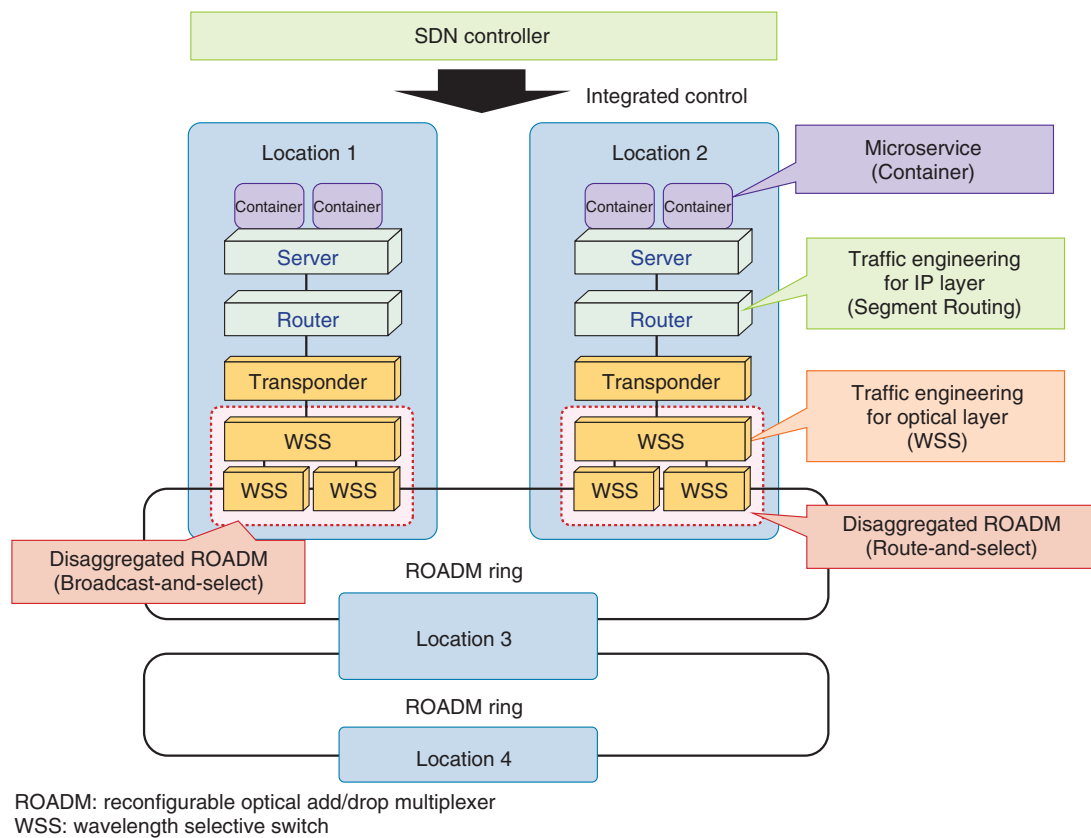 SDN controller
Integrated control
Location 1
Container
Container
Server
Router
Transponder
WSS
WSS
WSS
Location 2
Container
Container
Server
Router
Transponder
WSS
WSS
WSS
Microservice
(Container)
Traffic engineering
for IP layer
(Segment Routing)
Traffic engineering
for optical layer
(WSS)
Disaggregated ROADM
(Broadcast-and-select)
Disaggregated ROADM
(Route-and-select)
ROADM ring
Location 3
ROADM ring
Location 4
ROADM: reconfigurable optical add/drop multiplexer
WSS: wavelength selective switch